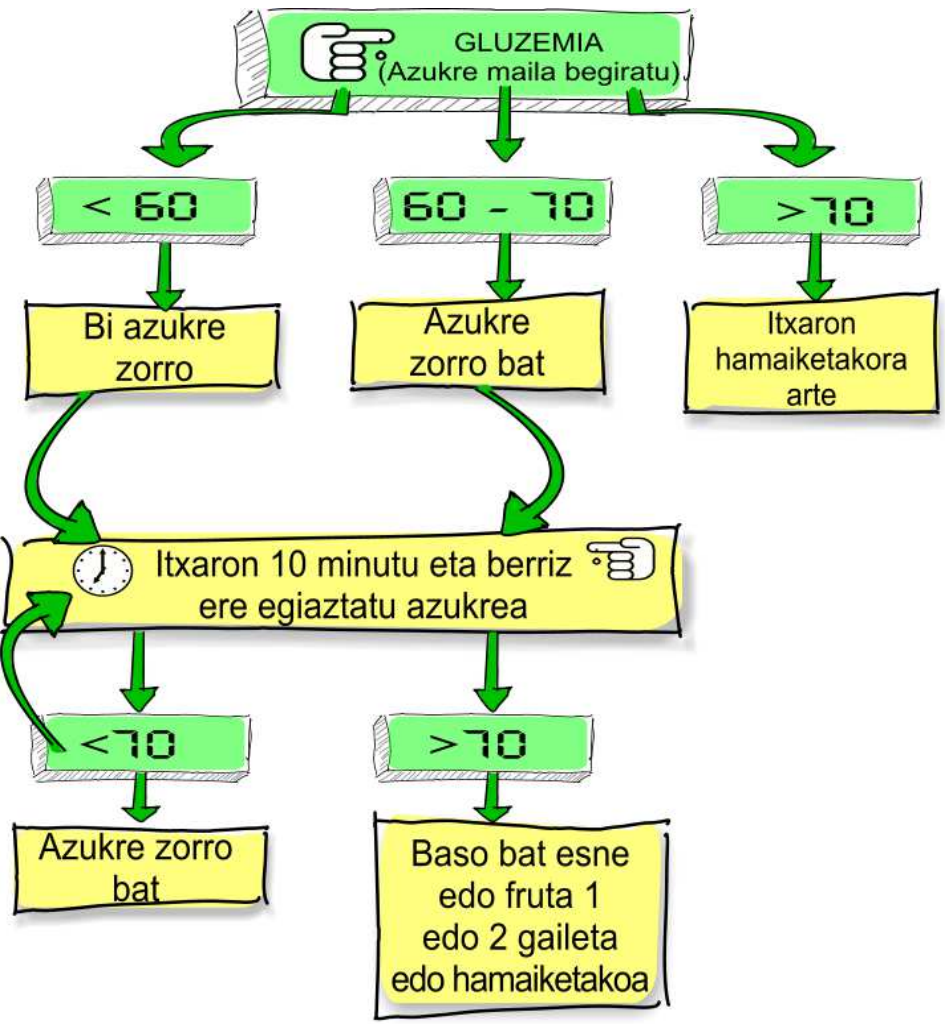 GLUZEMIA
(Azukre maila begiratu)
< 60
60 - 70
>70
Bi azukre
zorro
Azukre
zorro bat
Itxaron
hamaiketakora
arte
Itxaron 10 minutu eta berriz
ere egiaztatu azukrea
<70
>70
Azukre zorro
bat
Baso bat esne
edo fruta 1
edo 2 gaileta
edo hamaiketakoa